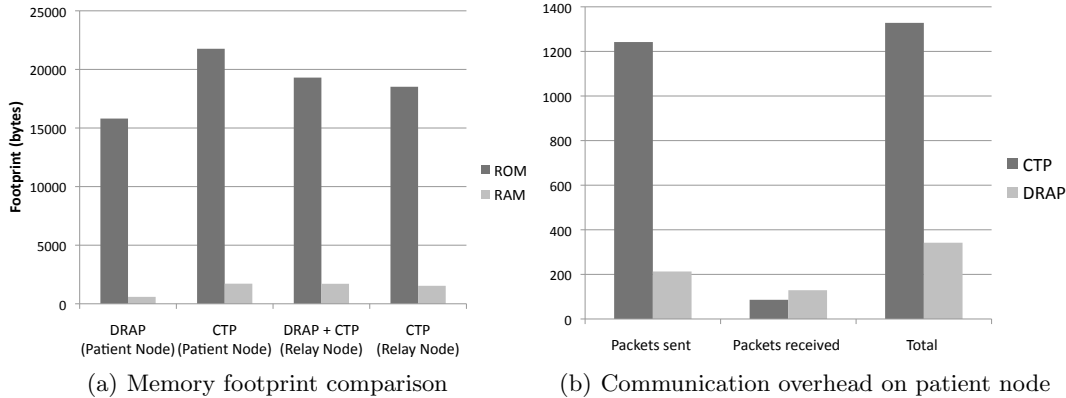 25000
20000
15000
10000
5000
0
Footprint (bytes)
DRAP
(Patient Node)
CTP
(Patient Node)
DRAP + CTP
(Relay Node)
CTP
(Relay Node)
ROM
RAM
(a) Memory footprint comparison
1400
1200
1000
800
600
400
200
0
Packets sent
Packets received
Total
CTP
DRAP
(b) Communication overhead on patient node